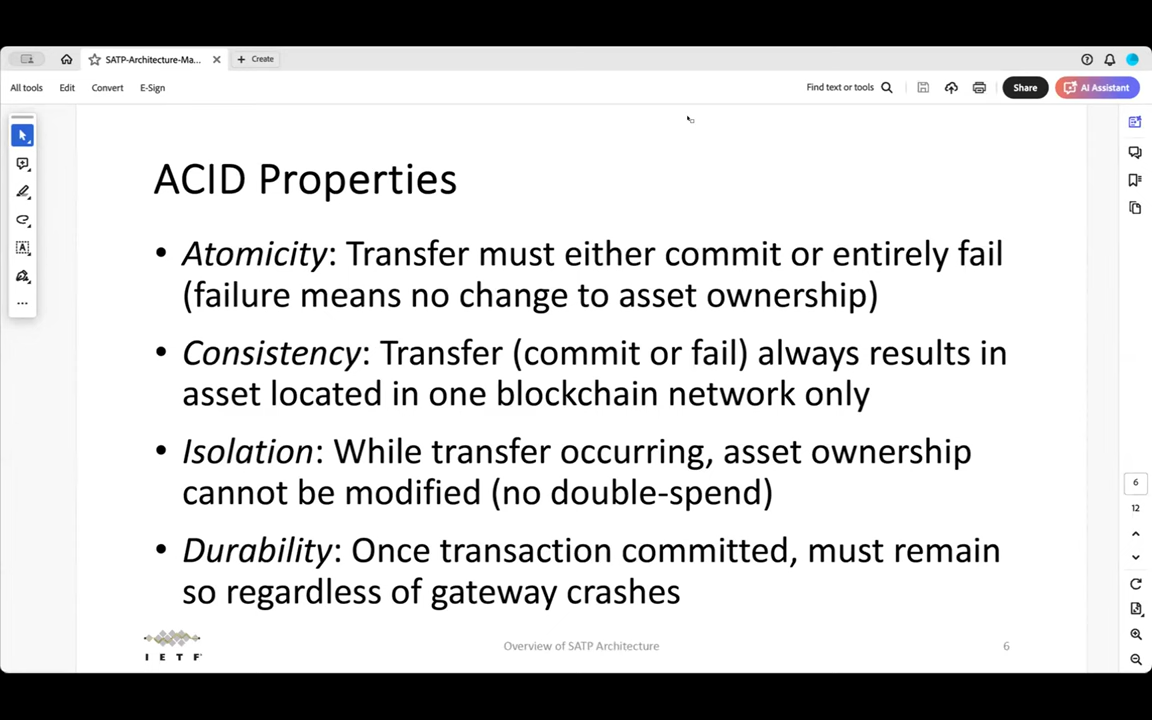 SATP-Architecture-Ma...
Create
All tools
Edit
Convert
E-Sign
Find text or tools
Share
AI Assistant
ACID Properties
• Atomicity: Transfer must either commit or entirely fail
(failure means no change to asset ownership)
• Consistency: Transfer (commit or fail) always results in
asset located in one blockchain network only
• Isolation: While transfer occurring, asset ownership
cannot be modified (no double-spend)
• Durability: Once transaction committed, must remain
so regardless of gateway crashes
I E T F
Overview of SATP Architecture
6
6
12